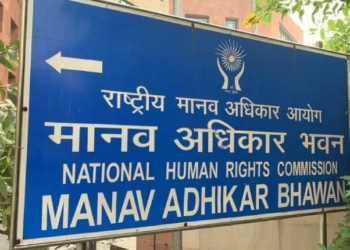 राष्ट्रीय मानव अधिकार आयोग
मानव अधिकार भवन
NATIONAL HUMAN RIGHTS COMMISSION
MANAV ADHIKAR BHAWAN